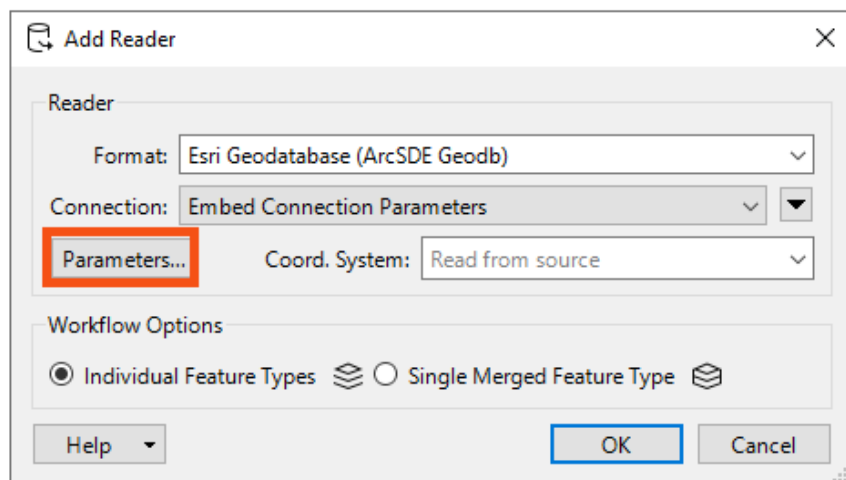 Add Reader
Reader
Format: Esri Geodatabase (ArcSDE Geodb)
Connection: Embed Connection Parameters
Parameters... Coord. System: Read from source
Workflow Options
Individual Feature Types Single Merged Feature Type
Help OK Cancel